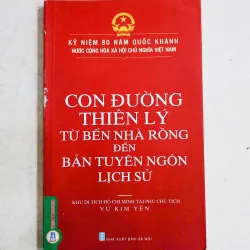 KỶ NIỆM 80 NĂM QUỐC KHÁNH
NƯỚC CỘNG HÒA XÃ HỘI CHỦ NGHĨA VIỆT NAM
CON ĐƯỜNG
THIÊN LÝ
TỪ BẾN NHÀ RỒNG
ĐẾN
BẢN TUYÊN NGÔN
LỊCH SỬ
KHU DI TÍCH HỒ CHÍ MINH TẠI PHỦ CHỦ TỊCH
VŨ KIM YẾN
NHÀ XUẤT BẢN HÀ NỘI